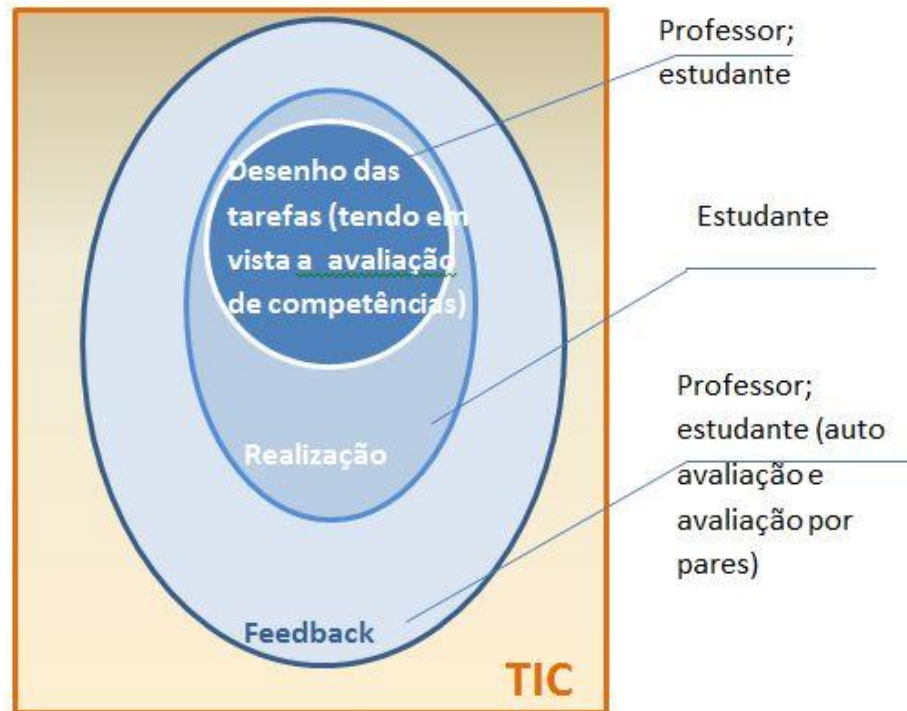 Professor;
estudante
Desenho das
tarefas (tendo em
vista a avaliação
de competências)
Estudante
Realização
Professor;
estudante (auto
avaliação e
avaliação por
pares)
Feedback
TIC